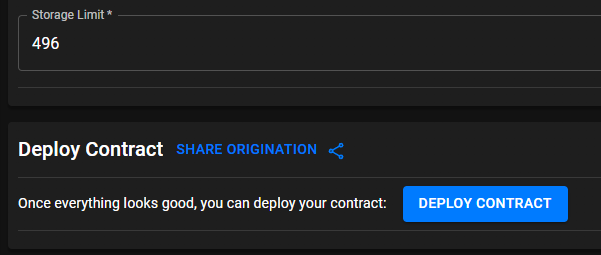 Storage Limit *
496
Deploy Contract SHARE ORIGINATION
Once everything looks good, you can deploy your contract: DEPLOY CONTRACT